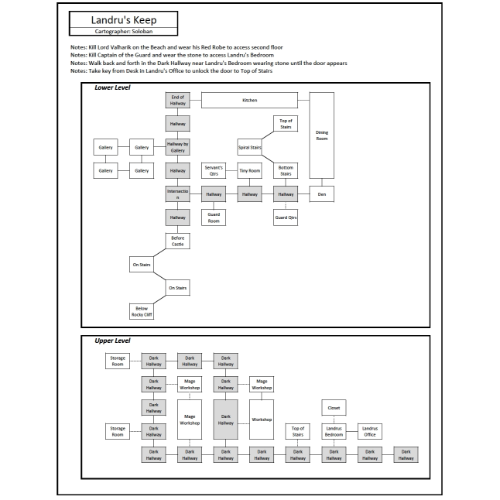 Landru's Keep
Cartographer: Soloban
Notes: Kill Lord Valharik on the Beach and wear his Red Robe to access second floor
Notes: Kill Captain of the Guard and wear the stone to access Landru's Bedroom
Notes: Walk back and forth in the Dark Hallway near Landru's Bedroom wearing stone until the door appears
Notes: Take key from Desk in Landru's Office to unlock the door to Top of Stairs
Lower Level
End of
Hallway
Kitchen
Dining
Room
Hallway
Top of
Stairs
Gallery
Gallery
Hallway by
Gallery
Spiral Stairs
Gallery
Gallery
Hallway
Servant's
Qtrs
Tiny Room
Bottom
Stairs
Intersectio
n
Hallway
Hallway
Hallway
Den
Hallway
Guard
Room
Guard Qtrs
Before
Castle
On Stairs
On Stairs
Below
Rocky Cliff
Upper Level
Storage
Room
Dark
Hallway
Dark
Hallway
Dark
Hallway
Dark
Hallway
Mage
Workshop
Dark
Hallway
Mage
Workshop
Dark
Hallway
Mage
Workshop
Dark
Hallway
Workshop
Closet
Storage
Room
Dark
Hallway
Top of
Stairs
Landrus
Bedroom
Landrus
Office
Dark
Hallway
Dark
Hallway
Dark
Hallway
Dark
Hallway
Dark
Hallway
Dark
Hallway
Dark
Hallway
Dark
Hallway